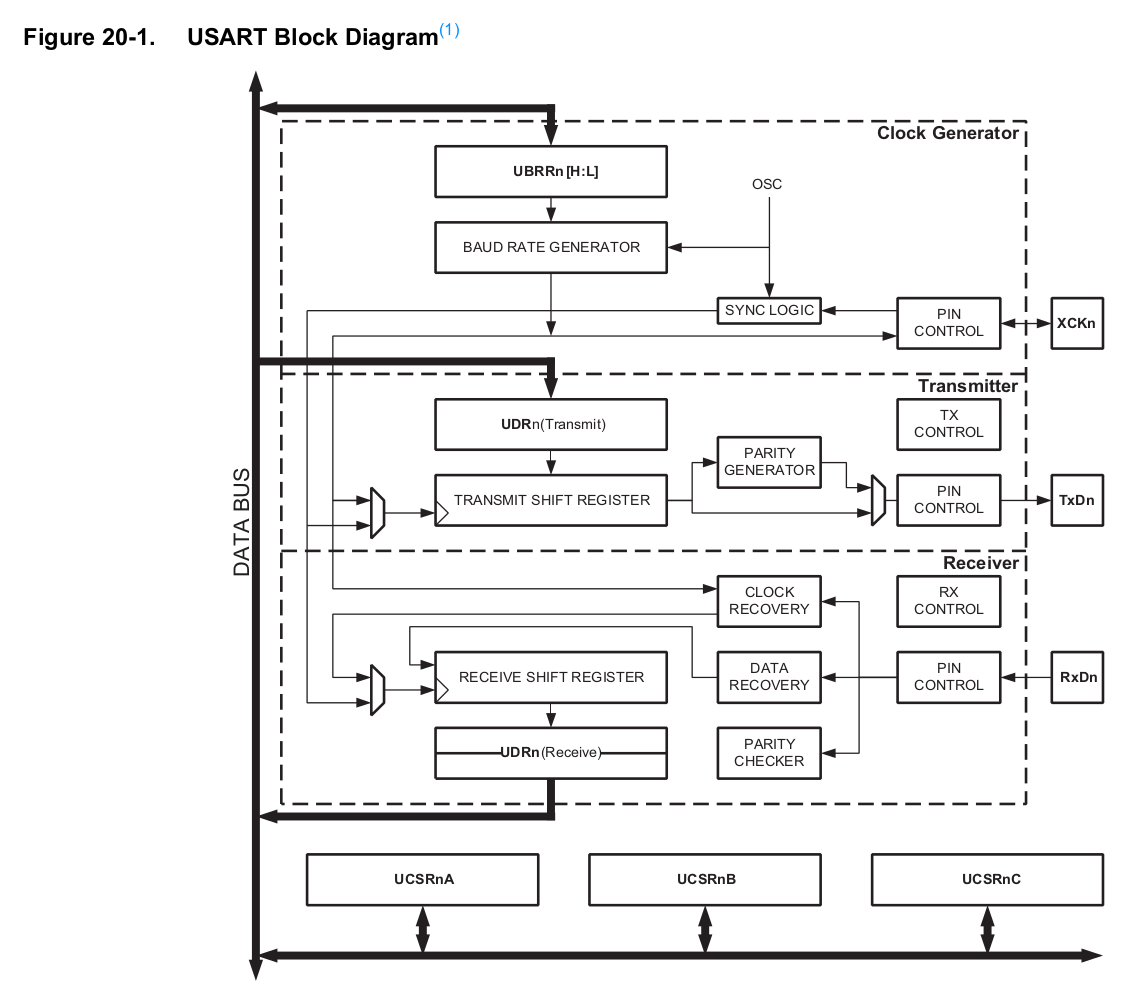 Figure 20-1. USART Block Diagram(1)
Clock Generator
UBRRn [H:L]
OSC
BAUD RATE GENERATOR
SYNC LOGIC
PIN
CONTROL
XCKn
Transmitter
UDRn(Transmit)
TX
CONTROL
PARITY
GENERATOR
TRANSMIT SHIFT REGISTER
PIN
CONTROL
TxDn
DATA BUS
Receiver
CLOCK
RECOVERY
RX
CONTROL
RECEIVE SHIFT REGISTER
DATA
RECOVERY
PIN
CONTROL
RxDn
UDRn(Receive)
PARITY
CHECKER
UCSRnA
UCSRnB
UCSRnC